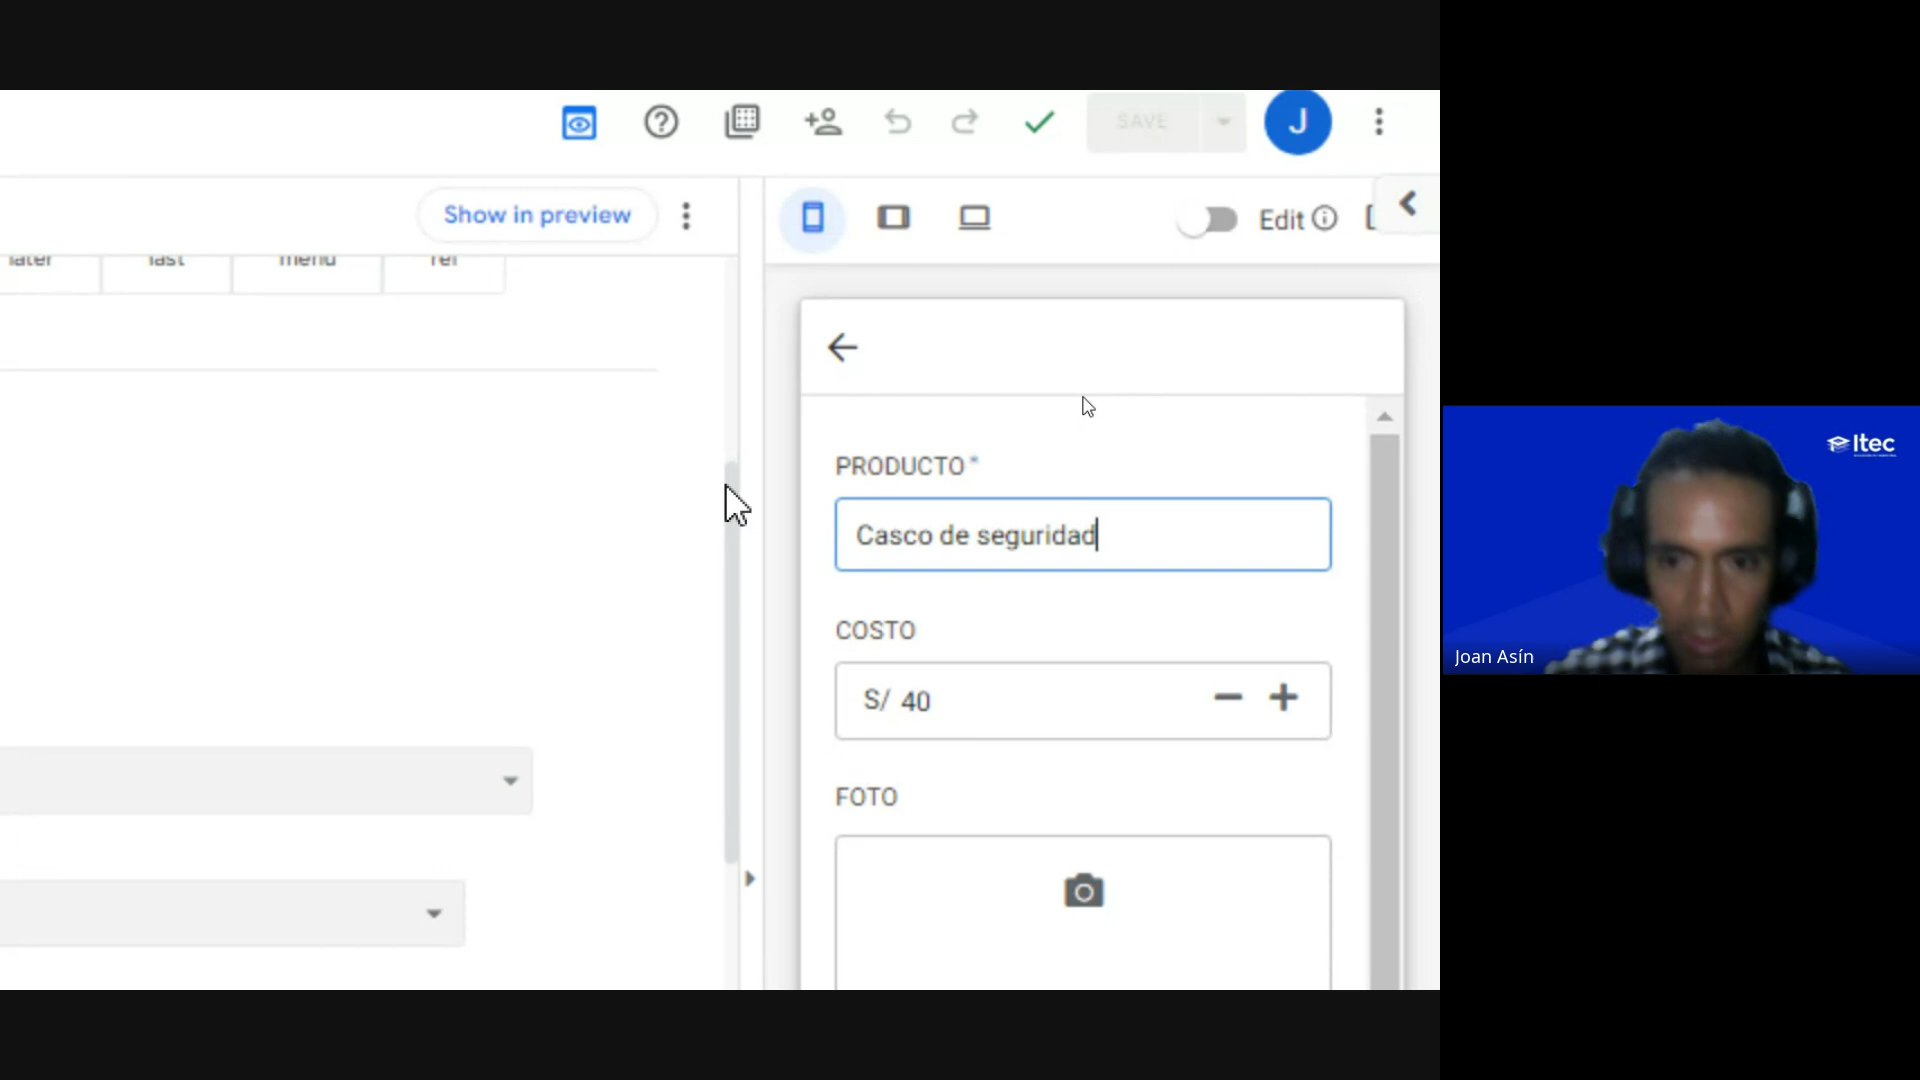 SAVE
J
Show in preview
Edit
later
last
menu
ref
PRODUCTO*
Casco de seguridad
COSTO
S/ 40
FOTO
Itec
Joan Asín